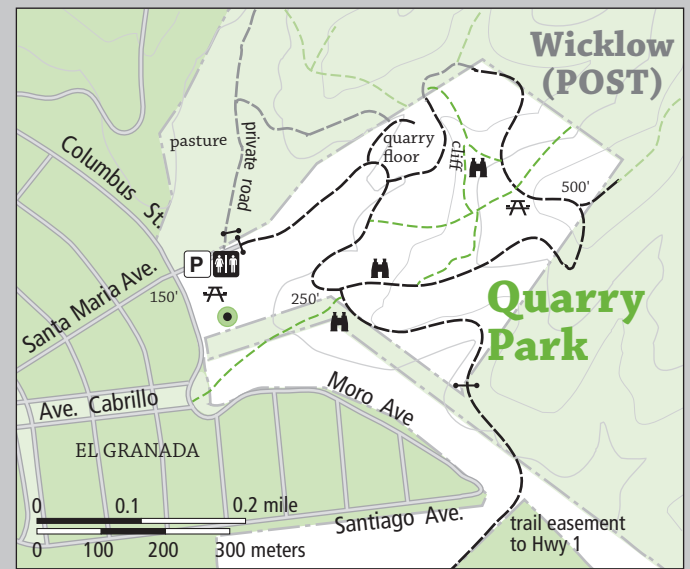 Wicklow
(POST)
pasture
private road
quarry
floor
cliff
Columbus St.
500'
P
Santa Maria Ave.
150'
250'
Quarry
Park
Ave. Cabrillo
Moro Ave
EL GRANADA
0 0.1 0.2 mile
Santiago Ave.
trail easement
to Hwy 1
0 100 200 300 meters